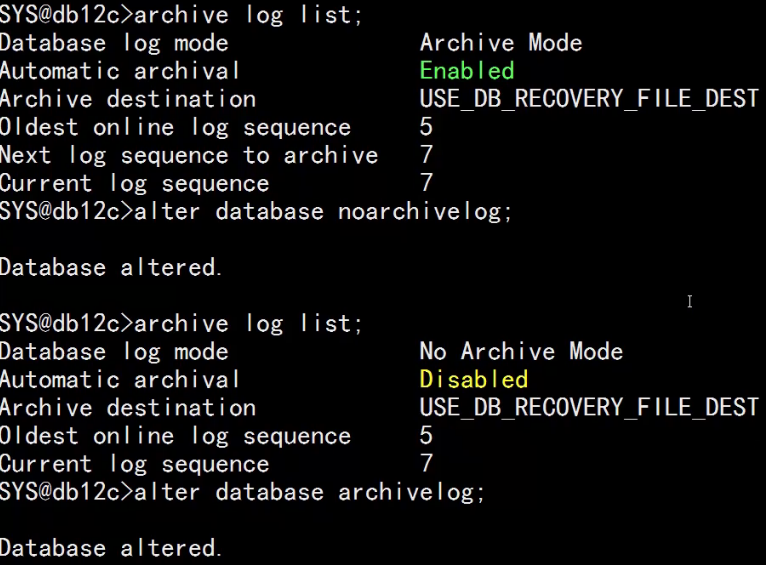 SYS@db12c>archive log list;
Database log mode Archive Mode
Automatic archival Enabled
Archive destination USE_DB_RECOVERY_FILE_DEST
Oldest online log sequence 5
Next log sequence to archive 7
Current log sequence 7
SYS@db12c>alter database noarchivelog;
Database altered.
SYS@db12c>archive log list;
Database log mode No Archive Mode
Automatic archival Disabled
Archive destination USE_DB_RECOVERY_FILE_DEST
Oldest online log sequence 5
Current log sequence 7
SYS@db12c>alter database archivelog;
Database altered.